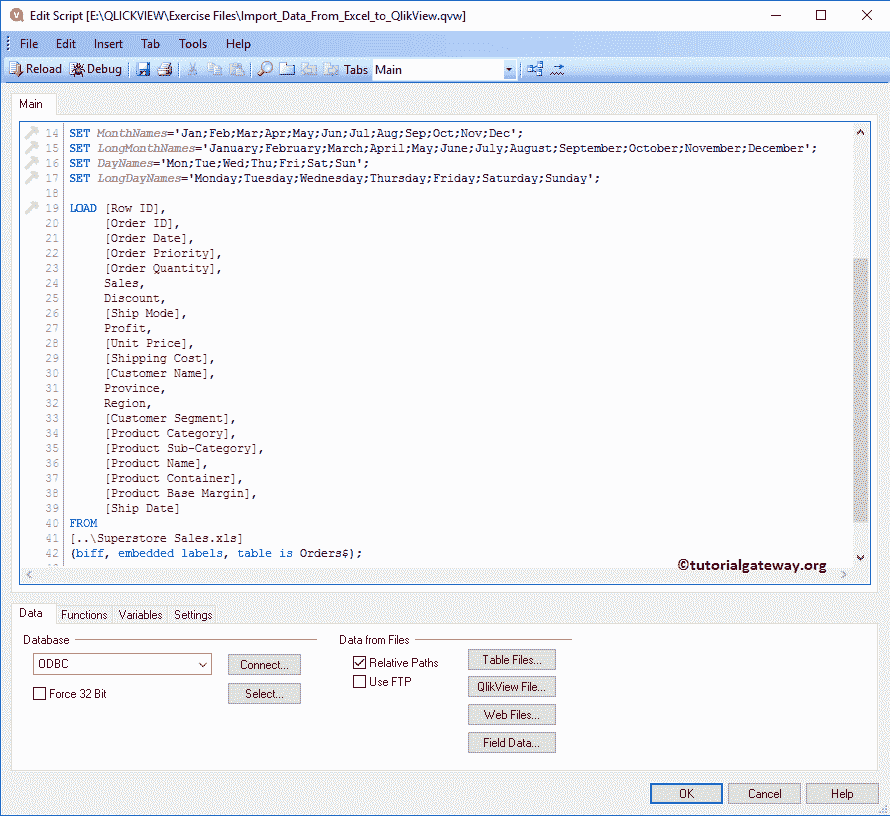 Edit Script [E:\QLICKVIEW\Exercise Files\Import_Data_From_Excel_to_QlikView.qvw]
File Edit Insert Tab Tools Help
Reload Debug Tabs Main
Main
14 SET MonthNames='Jan;Feb;Mar;Apr;May;Jun;Jul;Aug;Sep;Oct;Nov;Dec';
15 SET LongMonthNames='January;February;March;April;May;June;July;August;September;October;November;December';
16 SET DayNames='Mon;Tue;Wed;Thu;Fri;Sat;Sun';
17 SET LongDayNames='Monday;Tuesday;Wednesday;Thursday;Friday;Saturday;Sunday';
18
19 LOAD [Row ID],
20 [Order ID],
21 [Order Date],
22 [Order Priority],
23 [Order Quantity],
24 Sales,
25 Discount,
26 [Ship Mode],
27 Profit,
28 [Unit Price],
29 [Shipping Cost],
30 [Customer Name],
31 Province,
32 Region,
33 [Customer Segment],
34 [Product Category],
35 [Product Sub-Category],
36 [Product Name],
37 [Product Container],
38 [Product Base Margin],
39 [Ship Date]
40 FROM
41 [..\Superstore Sales.xls]
42 (biff, embedded labels, table is Orders$);
©tutorialgateway.org
Data Functions Variables Settings
Database Data from Files
ODBC Connect... Relative Paths Table Files...
Force 32 Bit Select... Use FTP QlikView File...
Web Files...
Field Data...
OK Cancel Help